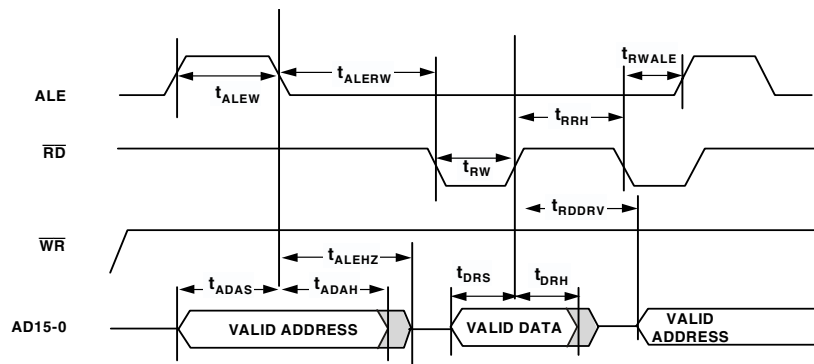 tRWALE
tALERW
tALEW
ALE
tRRH
RD
tRW
tRDDRV
WR
tALEHZ
tADAS
tADAH
tDRS
tDRH
AD15-0
VALID ADDRESS
VALID DATA
VALID
ADDRESS